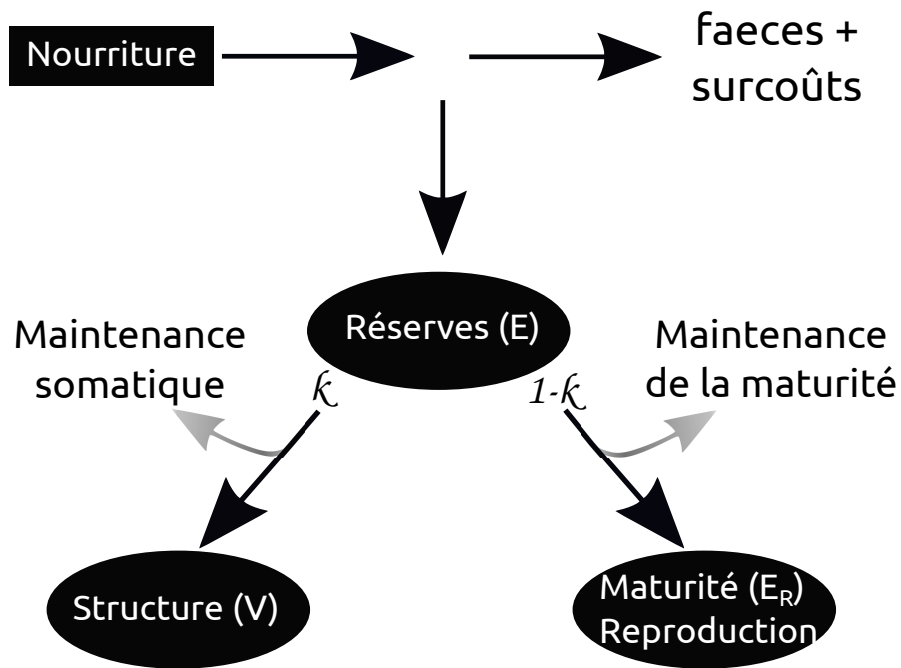 Nourriture
faeces +
surcoûts
Réserves (E)
Maintenance
somatique
Maintenance
de la maturité
k
1-k
Structure (V)
Maturité (E_R)
Reproduction